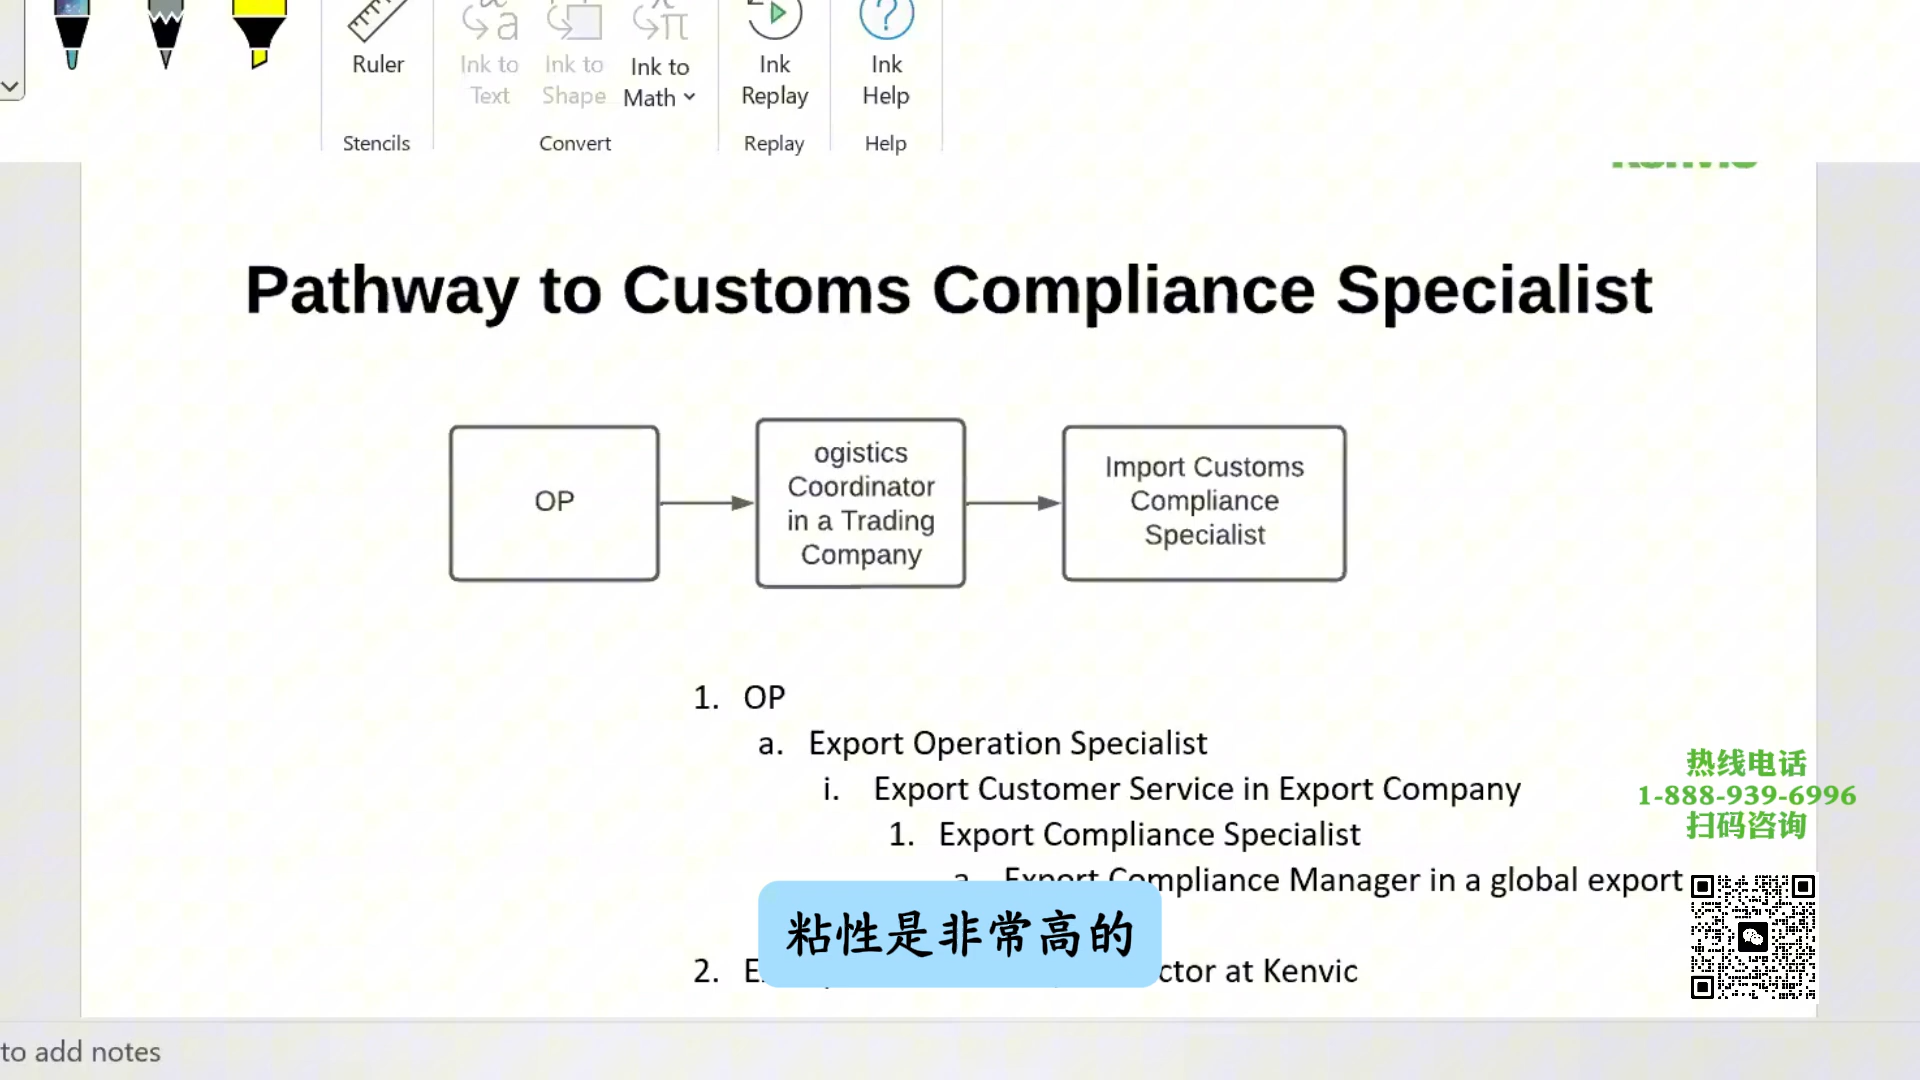 Ruler
Ink to Text
Ink to Shape
Ink to Math
Ink Replay
Ink Help
Stencils
Convert
Replay
Help
Pathway to Customs Compliance Specialist
OP
ogistics
Coordinator
in a Trading
Company
Import Customs
Compliance
Specialist
1. OP
a. Export Operation Specialist
i. Export Customer Service in Export Company
1. Export Compliance Specialist
a. Export Compliance Manager in a global export
2.
ctor at Kenvic
粘性是非常高的
热线电话
1-888-939-6996
扫码咨询
to add notes